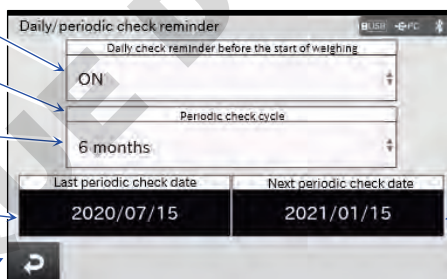 Daily/periodic check reminder USB PC
Daily check reminder before the start of weighing
ON
Periodic check cycle
6 months
Last periodic check date Next periodic check date
2020/07/15 2021/01/15